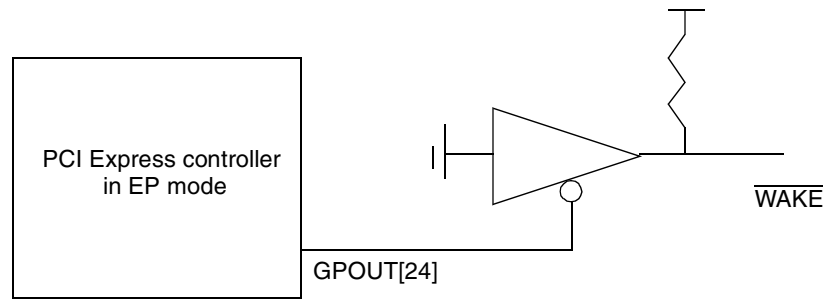 PCI Express controller
in EP mode
WAKE
GPOUT[24]